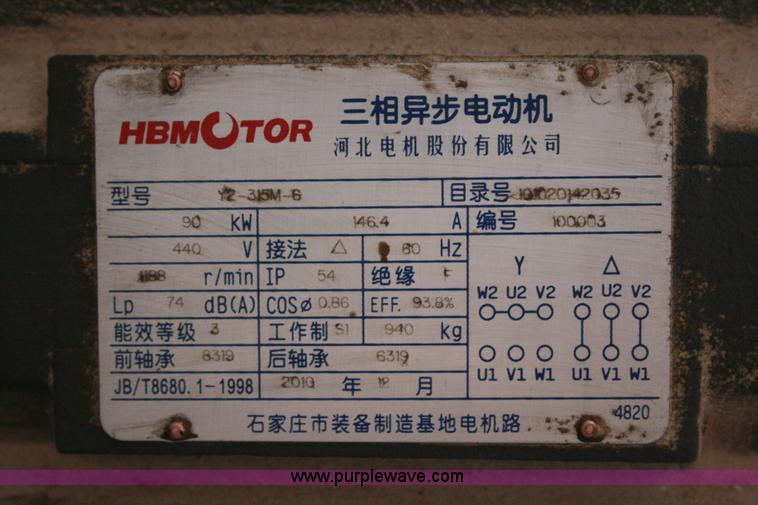 HBMOTOR 三相异步电动机
河北电机股份有限公司
型号 Y2-315M-6 目录号 101020142035
90 kW 146.4 A 编号 100003
440 V 接法 △ 60 Hz
1188 r/min IP 54 绝缘 F
Lp 74 dB(A) COSø 0.86 EFF. 93.8%
能效等级 3 工作制 S1 940 kg
前轴承 6319 后轴承 6319
JB/T8680.1-1998 2010 年 12 月
Y △
W2 U2 V2 W2 U2 V2
U1 V1 W1 U1 V1 W1
石家庄市装备制造基地电机路 4820
www.purplewave.com